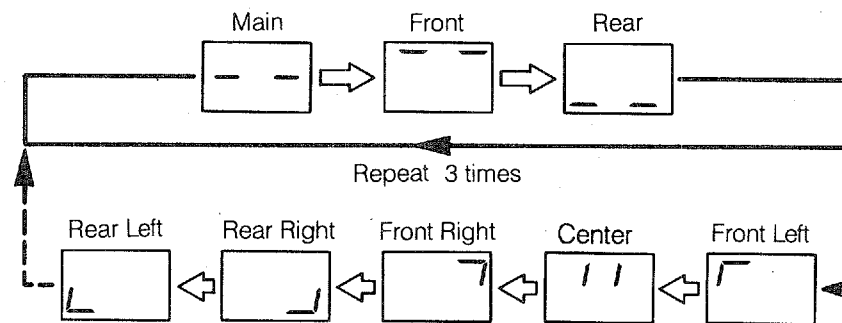 Main Front Rear
Repeat 3 times
Rear Left Rear Right Front Right Center Front Left